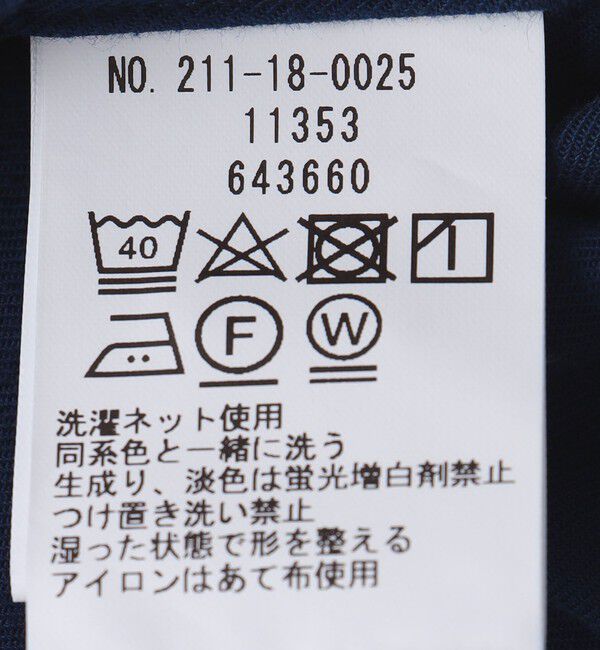 NO. 211-18-0025
11353
643660
40
F W
洗濯ネット使用
同系色と一緒に洗う
生成り、淡色は蛍光増白剤禁止
つけ置き洗い禁止
湿った状態で形を整える
アイロンはあて布使用